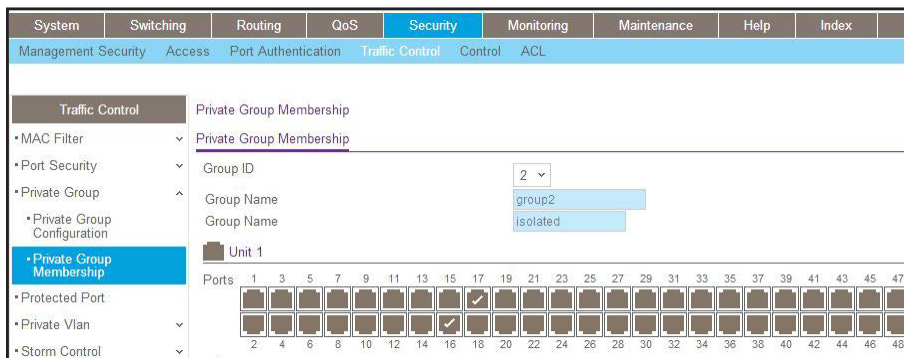 System Switching Routing QoS Security Monitoring Maintenance Help Index
Management Security Access Port Authentication Traffic Control Control ACL
Traffic Control
MAC Filter
Port Security
Private Group
Private Group
Configuration
Private Group
Membership
Protected Port
Private Vlan
Storm Control
Private Group Membership
Private Group Membership
Group ID 2
Group Name group2
Group Name isolated
Unit 1
Ports 1 3 5 7 9 11 13 15 17 19 21 23 25 27 29 31 33 35 37 39 41 43 45 47
2 4 6 8 10 12 14 16 18 20 22 24 26 28 30 32 34 36 38 40 42 44 46 48